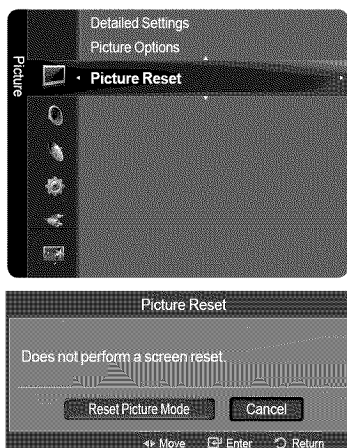 Detailed Settings
Picture Options
Picture
Picture Reset
Picture Reset
Does not perform a screen reset.
Reset Picture Mode
Cancel
Move Enter Return